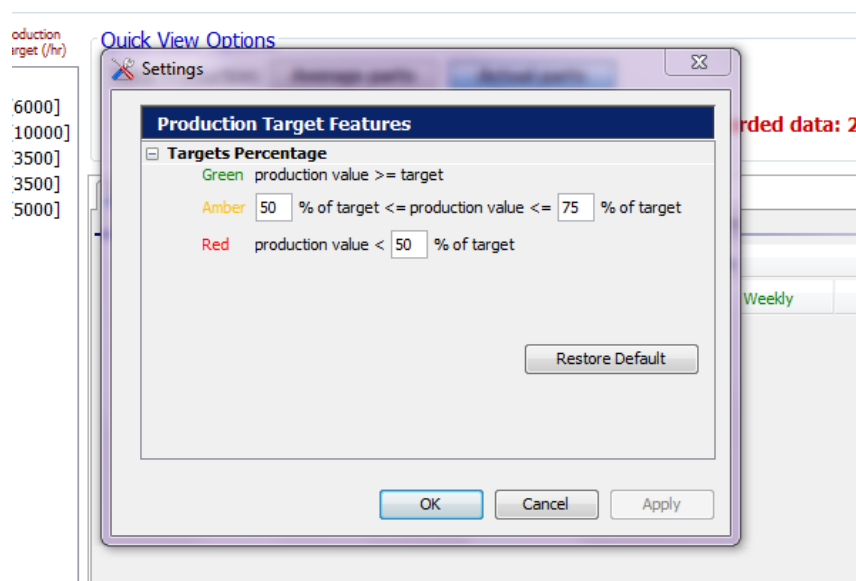 oduction
arget (/hr)
Quick View Options
Settings
[6000]
[10000]
[3500]
[3500]
[5000]
rded data: 2
Production Target Features
Targets Percentage
Green production value >= target
Amber 50 % of target <= production value <= 75 % of target
Red production value < 50 % of target
Weekly
Restore Default
OK Cancel Apply